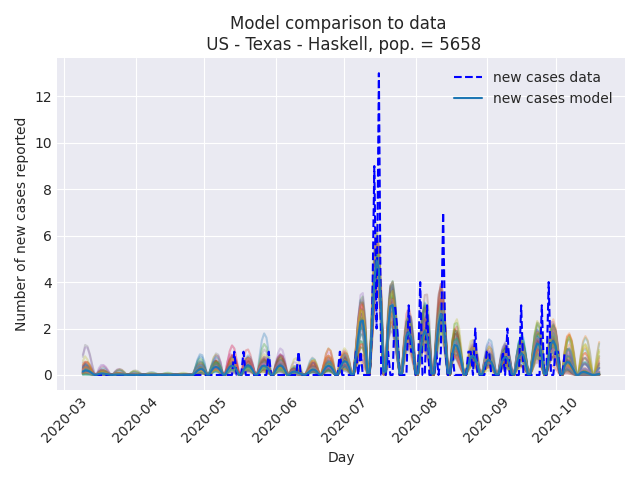 Model comparison to data
US - Texas - Haskell, pop. = 5658
new cases data
new cases model
Number of new cases reported
12
10
8
6
4
2
0
2020-03
2020-04
2020-05
2020-06
2020-07
2020-08
2020-09
2020-10
Day